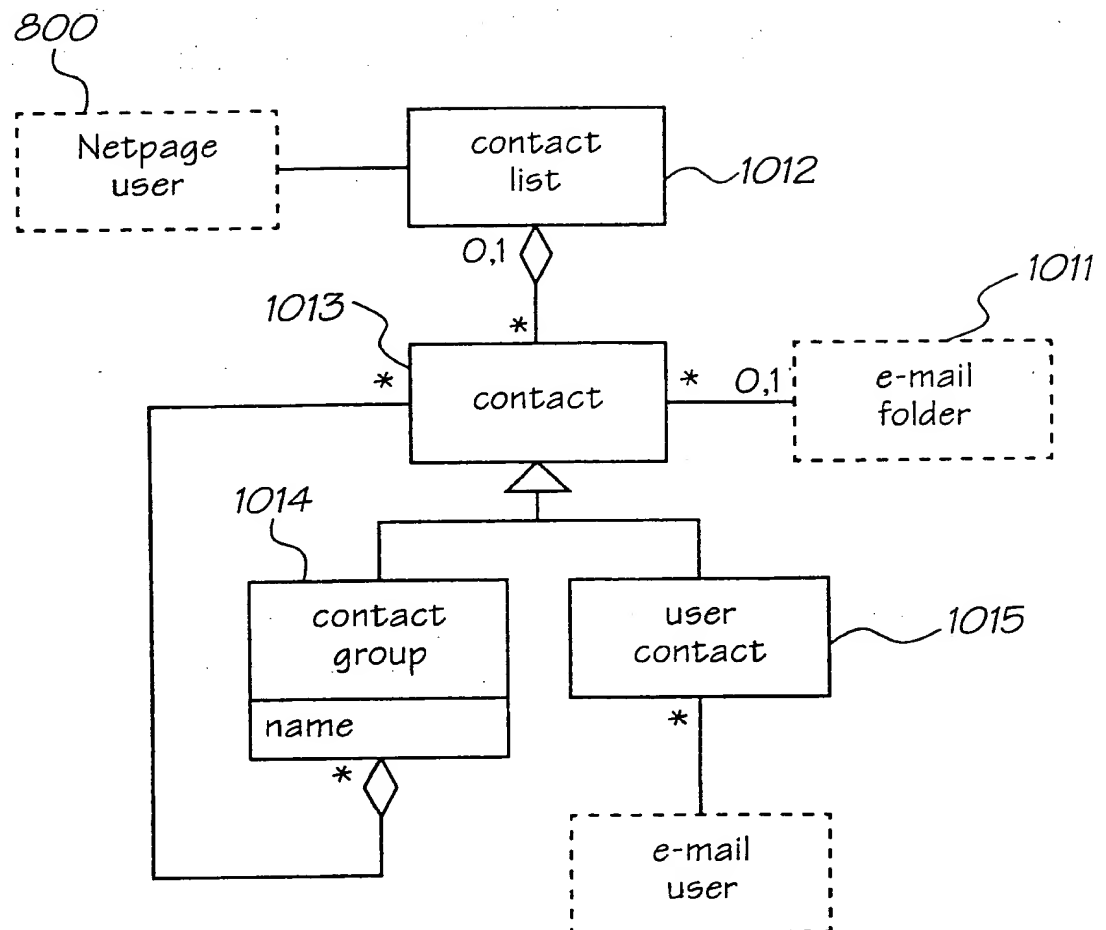 800
Netpage
user
contact
list
1012
0,1
*
1013
1011
*
contact
*
0,1
e-mail
folder
1014
contact
group
name
*
user
contact
1015
*
e-mail
user